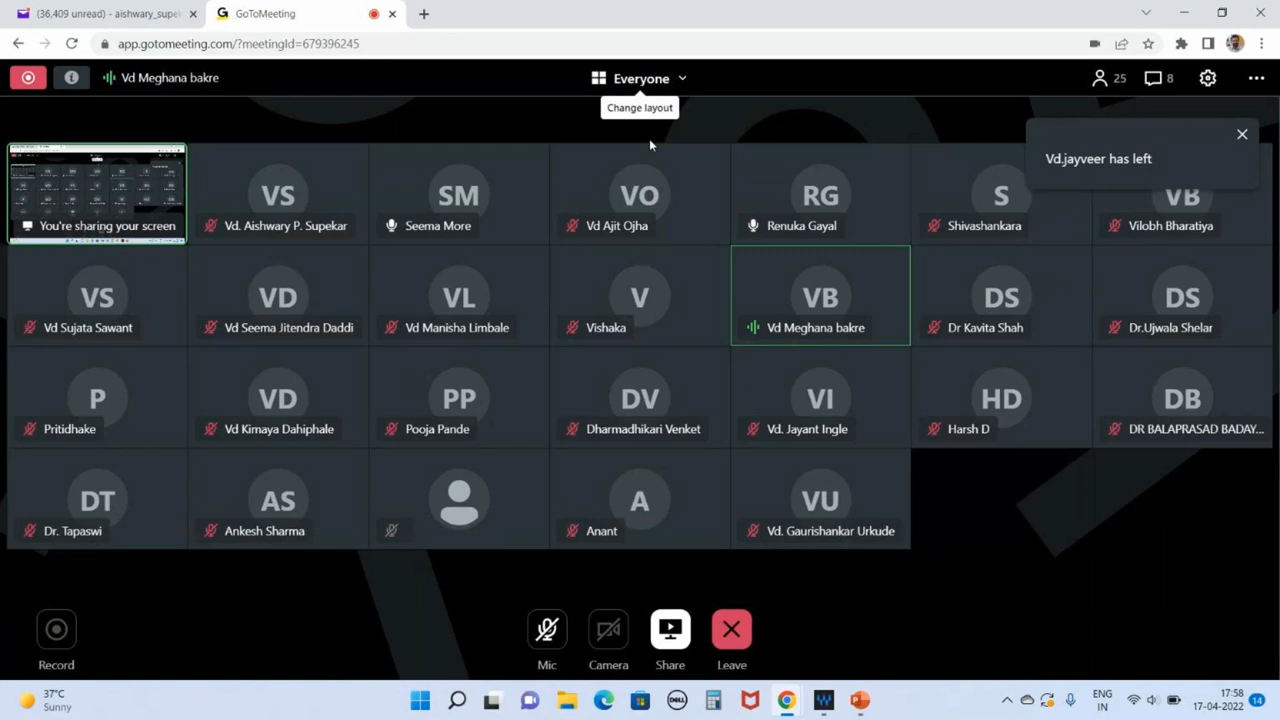 (36,409 unread) - aishwary_supe
GoToMeeting
app.gotomeeting.com/?meetingId=679396245
Vd Meghana bakre
Everyone
25
8
Change layout
Vd.jayveer has left
You're sharing your screen
VS
Vd. Aishwary P. Supekar
SM
Seema More
VO
Vd Ajit Ojha
RG
Renuka Gayal
S
Shivashankara
VB
Vilobh Bharatiya
VS
Vd Sujata Sawant
VD
Vd Seema Jitendra Daddi
VL
Vd Manisha Limbale
V
Vishaka
VB
Vd Meghana bakre
DS
Dr Kavita Shah
DS
Dr.Ujwala Shelar
P
Pritidhake
VD
Vd Kimaya Dahiphale
PP
Pooja Pande
DV
Dharmadhikari Venket
VI
Vd. Jayant Ingle
HD
Harsh D
DB
DR BALAPRASAD BADAY...
DT
Dr. Tapaswi
AS
Ankesh Sharma
A
Anant
VU
Vd. Gaurishankar Urkude
Record
Mic
Camera
Share
Leave
37°C
Sunny
DELL
ENG
IN
17:58
17-04-2022
14